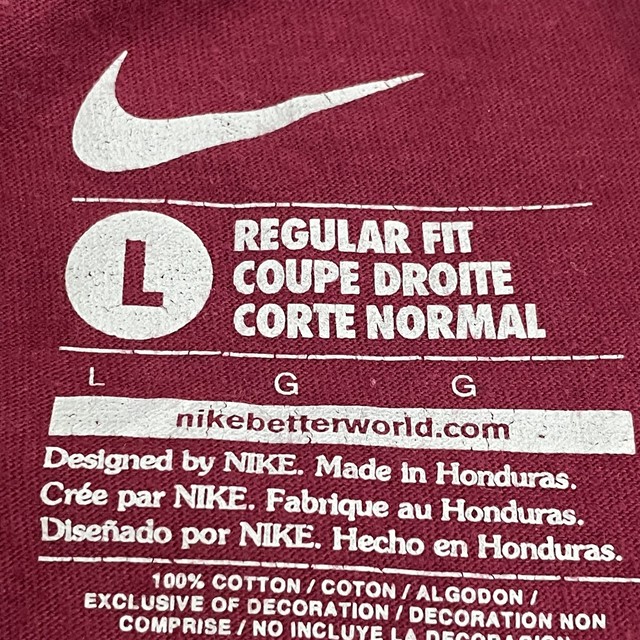 L
REGULAR FIT
COUPE DROITE
CORTE NORMAL
L G G
nikebetterworld.com
Designed by NIKE. Made in Honduras.
Crée par NIKE. Fabrique au Honduras.
Diseñado por NIKE. Hecho en Honduras.
100% COTTON / COTON / ALGODON /
EXCLUSIVE OF DECORATION / DECORATION NON
COMPRISE / NO INCLUYE LA DECORACION